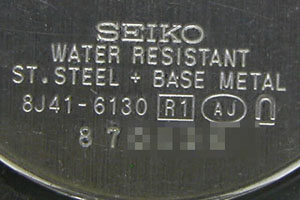 SEIKO
WATER RESISTANT
ST.STEEL + BASE METAL
8J41-6130 R1 AJ
87